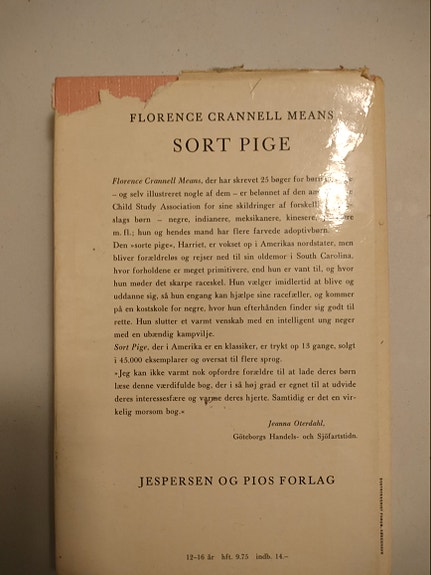 FLORENCE CRANNELL MEANS
SORT PIGE
Florence Crannell Means, der har skrevet 25 bøger for
– og selv illustreret nogle af dem – er belønnet af den
Child Study Association for sine skildringer af
slags børn – negre, indianere, meksikanere, kinesere,
m. fl.; hun og hendes mand har flere farvede adoptivbørn.
Den »sorte pige«, Harriet, er vokset op i Amerikas nordstater, men
bliver forældreløs og rejser ned til sin oldemor i South Carolina,
hvor forholdene er meget primitivere, end hun er vant til, og hvor
hun møder det skarpe raceskel. Hun vælger imidlertid at blive og
uddanne sig, så hun engang kan hjælpe sine racefæller, og kommer
på en kostskole for negre, hvor hun efterhånden finder sig godt til
rette. Hun slutter et varmt venskab med en intelligent ung neger
med en ubændig kampvilje.
Sort Pige, der i Amerika er en klassiker, er trykt op 13 gange, solgt
i 45.000 eksemplarer og oversat til flere sprog.
»Jeg kan ikke varmt nok opfordre forældre til at lade deres børn
læse denne værdifulde bog, der i så høj grad er egnet til at udvide
deres interessesfære og varme deres hjerte. Samtidig er det en vir-
kelig morsom bog.«
Jeanna Oterdahl,
Göteborgs Handels- och Sjöfartstidn.
JESPERSEN OG PIOS FORLAG
12–16 år hft. 9.75 indb. 14.–